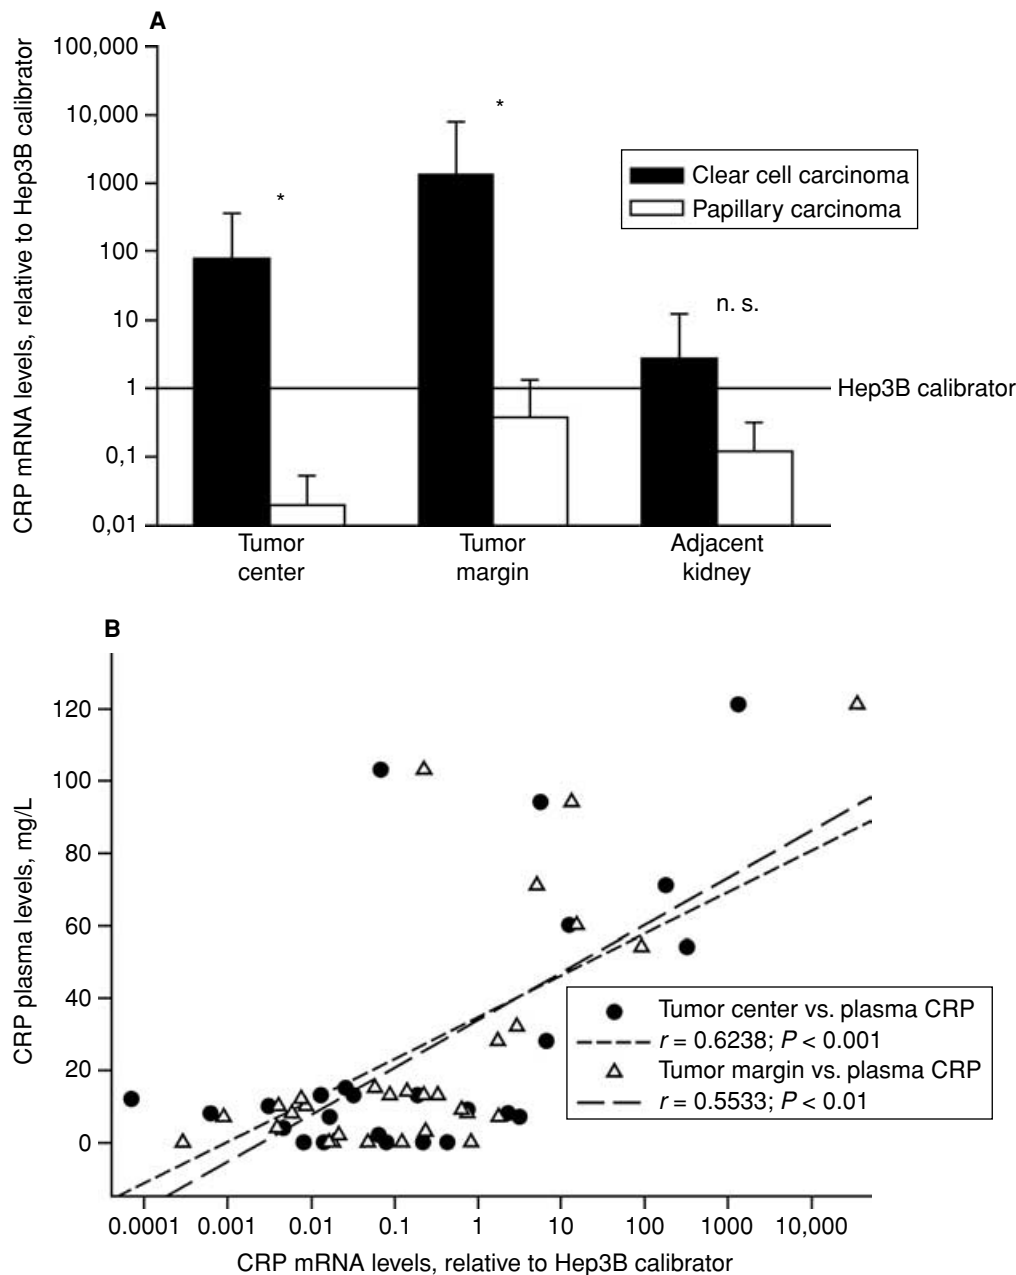 A
CRP mRNA levels, relative to Hep3B calibrator
100,000
10,000
1000
100
10
1
0,1
0,01
*
*
n. s.
Clear cell carcinoma
Papillary carcinoma
Hep3B calibrator
Tumor
center
Tumor
margin
Adjacent
kidney
B
CRP plasma levels, mg/L
120
100
80
60
40
20
0
Tumor center vs. plasma CRP
r = 0.6238; P < 0.001
Tumor margin vs. plasma CRP
r = 0.5533; P < 0.01
0.0001 0.001 0.01 0.1 1 10 100 1000 10,000
CRP mRNA levels, relative to Hep3B calibrator